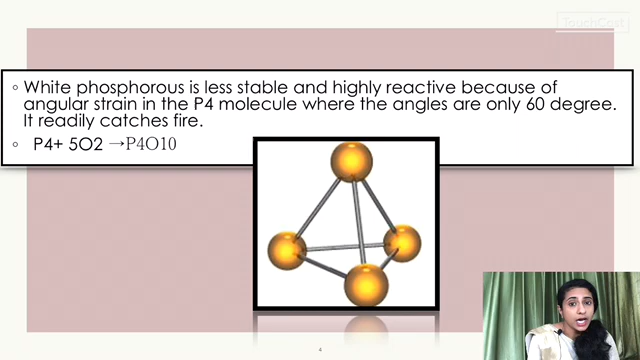 TouchCast
◦ White phosphorous is less stable and highly reactive because of
angular strain in the P4 molecule where the angles are only 60 degree.
It readily catches fire.
◦ P4+ 5O2 →P4O10
4